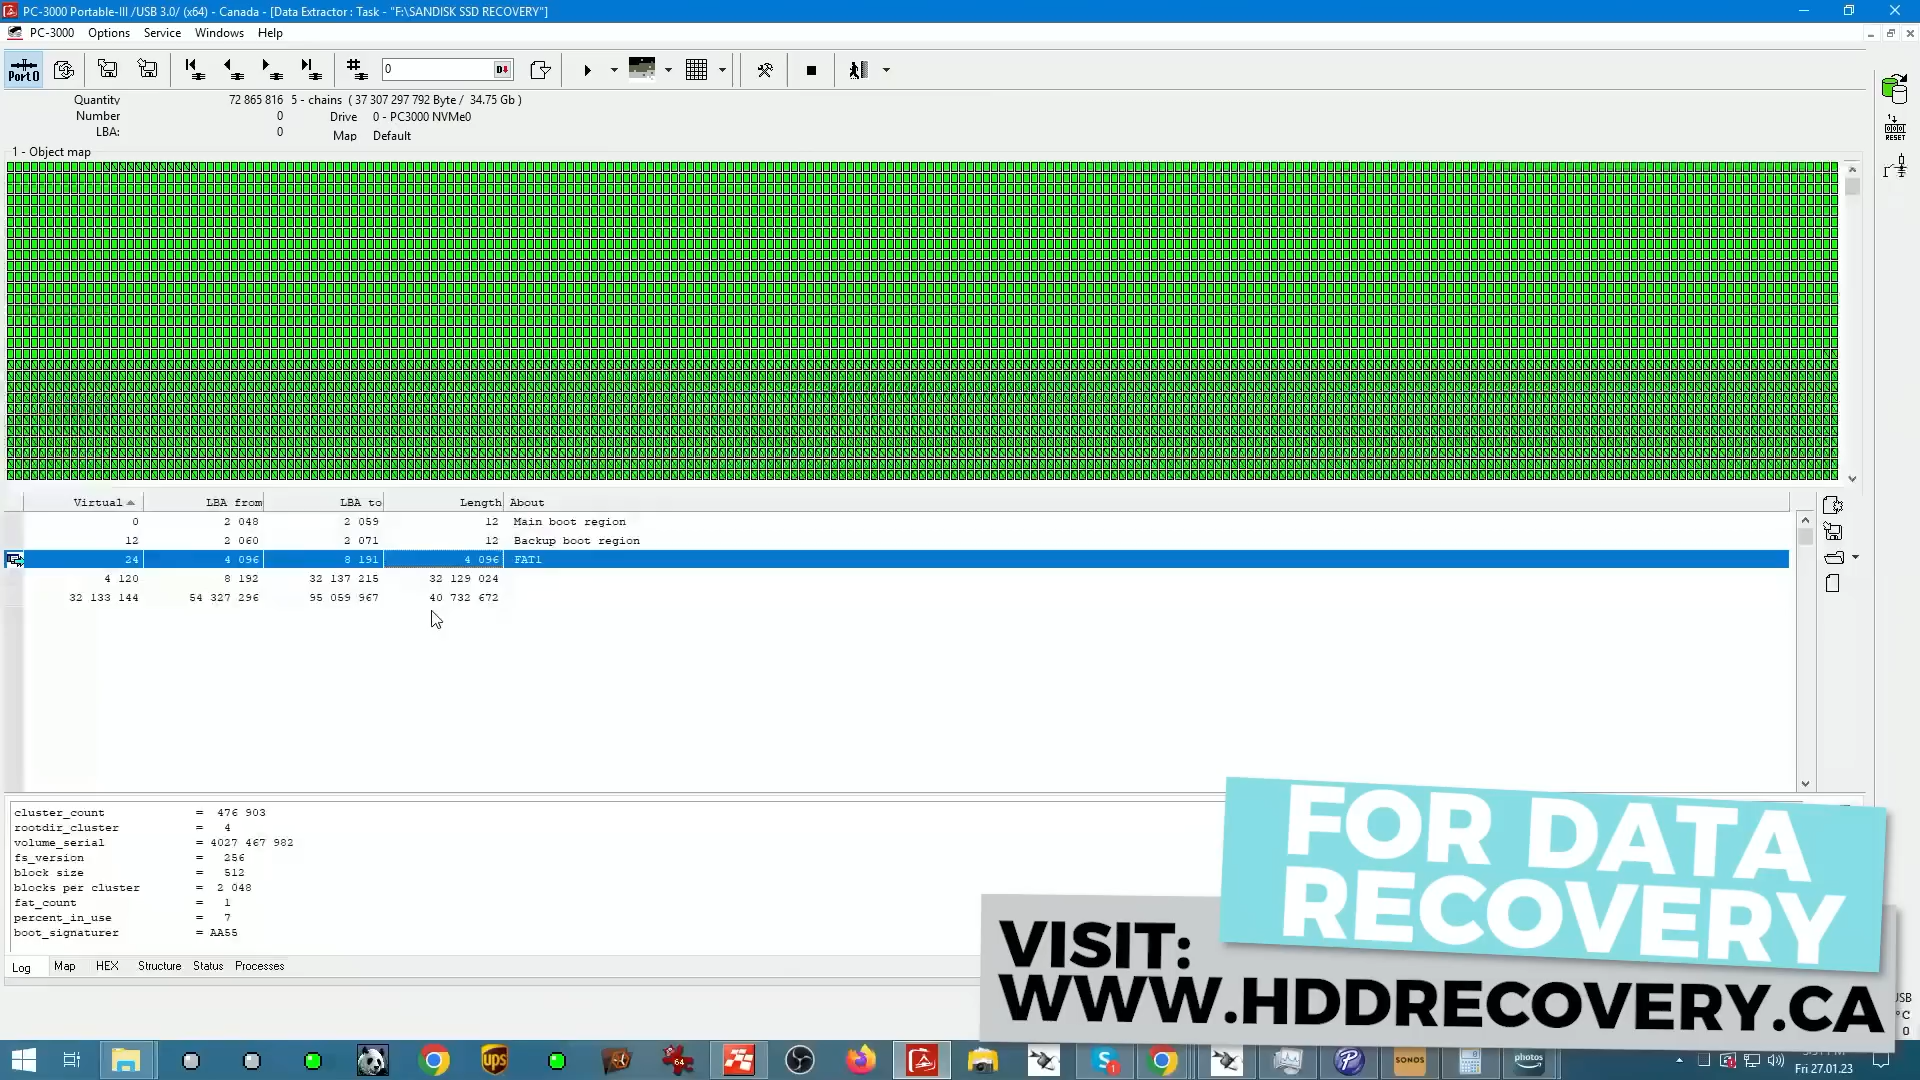 PC-3000 Portable-III /USB 3.0/ (x64) - Canada - [Data Extractor : Task - "F:\SANDISK SSD RECOVERY"]
PC-3000 Options Service Windows Help
Port 0
0
Quantity 72 865 816 5 - chains ( 37 307 297 792 Byte / 34.75 Gb )
Number 0 Drive 0 - PC3000 NVMe0
LBA: 0 Map Default
RESET
1 - Object map
Virtual LBA from LBA to Length About
0 2 048 2 059 12 Main boot region
12 2 060 2 071 12 Backup boot region
24 4 096 8 191 4 096 FAT1
4 120 8 192 32 137 215 32 129 024
32 133 144 54 327 296 95 059 967 40 732 672
cluster_count = 476 903
rootdir_cluster = 4
volume_serial = 4027 467 982
fs_version = 256
block size = 512
blocks per cluster = 2 048
fat_count = 1
percent_in_use = 7
boot_signaturer = AA55
Log Map HEX Structure Status Processes
FOR DATA
RECOVERY
VISIT:
WWW.HDDRECOVERY.CA
°C
0
ups
64
S
1
SONOS
photos
Fri 27.01.23